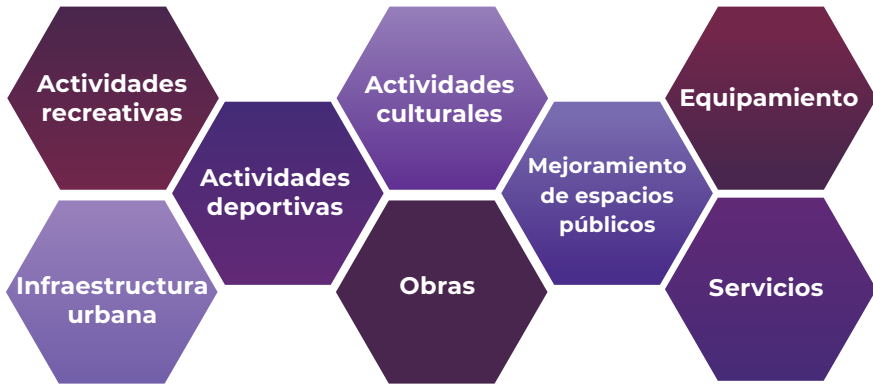 Actividades
recreativas
Actividades
culturales
Equipamiento
Actividades
deportivas
Mejoramiento
de espacios
públicos
Infraestructura
urbana
Obras
Servicios